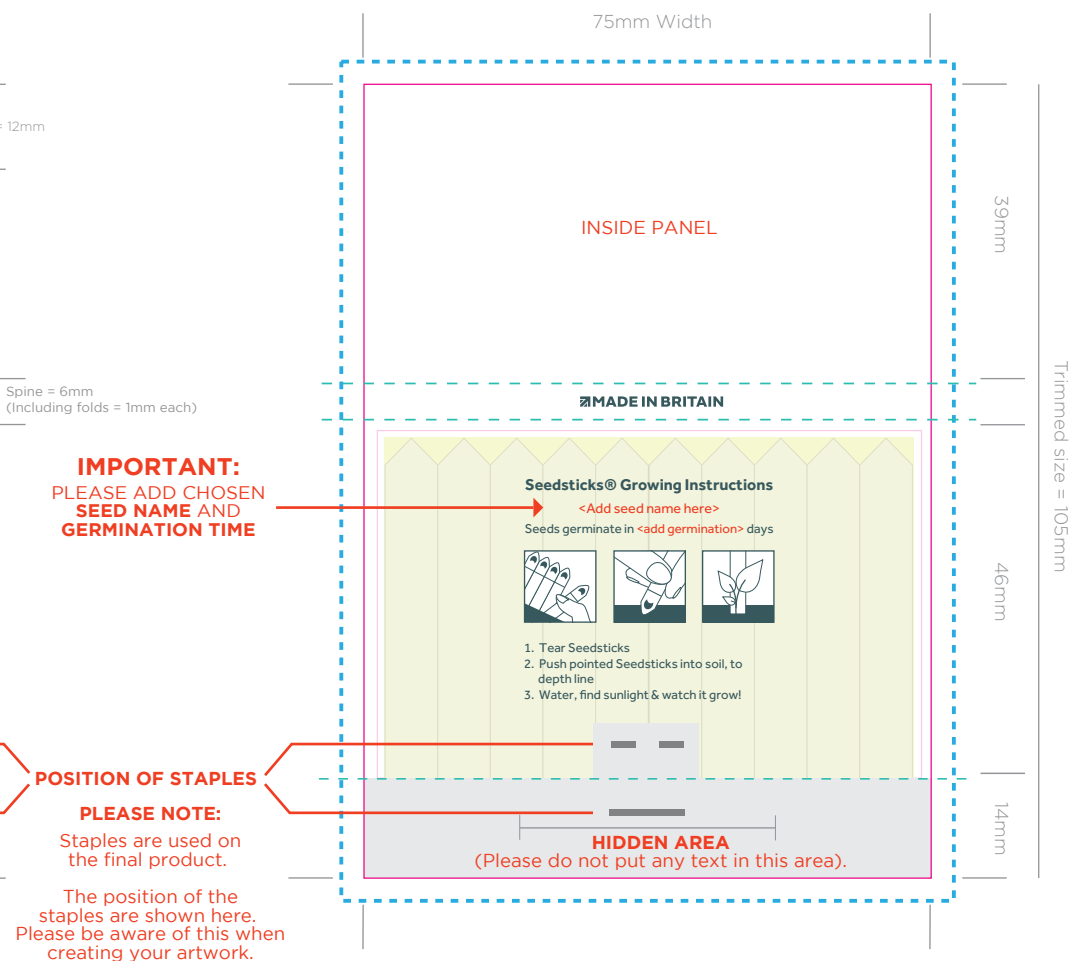 75mm Width
= 12mm
39mm
INSIDE PANEL
Trimmed size = 105mm
Spine = 6mm
(Including folds = 1mm each)
MADE IN BRITAIN
IMPORTANT:
PLEASE ADD CHOSEN
SEED NAME AND
GERMINATION TIME
Seedsticks® Growing Instructions
<Add seed name here>
Seeds germinate in <add germination> days
46mm
1. Tear Seedsticks
2. Push pointed Seedsticks into soil, to
depth line
3. Water, find sunlight & watch it grow!
POSITION OF STAPLES
PLEASE NOTE:
Staples are used on
the final product.
The position of the
staples are shown here.
Please be aware of this when
creating your artwork.
14mm
HIDDEN AREA
(Please do not put any text in this area).